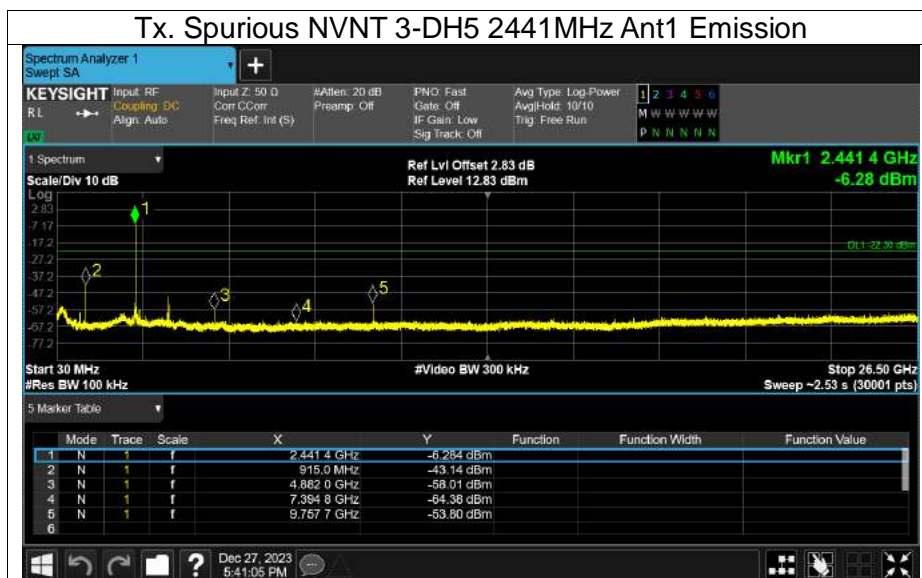 Tx. Spurious NVNT 3-DH5 2441MHz Ant1 Emission
Spectrum Analyzer 1
Swept SA
+
KEYSIGHT
R L
Input: RF
Coupling: DC
Align: Auto
Input Z: 50 Ω
Corr CCorr
Freq Ref: Int (S)
#Atten: 20 dB
Preamp: Off
PNO: Fast
Gate: Off
IF Gain: Low
Sig Track: Off
Avg Type: Log-Power
Avg|Hold: 10/10
Trig: Free Run
1 2 3 4 5 6
M W W W W W
P N N N N N
1 Spectrum
Scale/Div 10 dB
Ref Lvl Offset 2.83 dB
Ref Level 12.83 dBm
Mkr1 2.441 4 GHz
-6.28 dBm
Log
2.83
-7.17
-17.2
-27.2
-37.2
-47.2
-57.2
-67.2
-77.2
DL1 -22.30 dBm
1
2
3
4
5
Start 30 MHz
#Res BW 100 kHz
#Video BW 300 kHz
Stop 26.50 GHz
Sweep ~2.53 s (30001 pts)
5 Marker Table
Mode Trace Scale X Y Function Function Width Function Value
1 N 1 f 2.441 4 GHz -6.284 dBm
2 N 1 f 915.0 MHz -43.14 dBm
3 N 1 f 4.882 0 GHz -58.01 dBm
4 N 1 f 7.394 8 GHz -64.38 dBm
5 N 1 f 9.757 7 GHz -53.80 dBm
6
?
Dec 27, 2023
5:41:05 PM